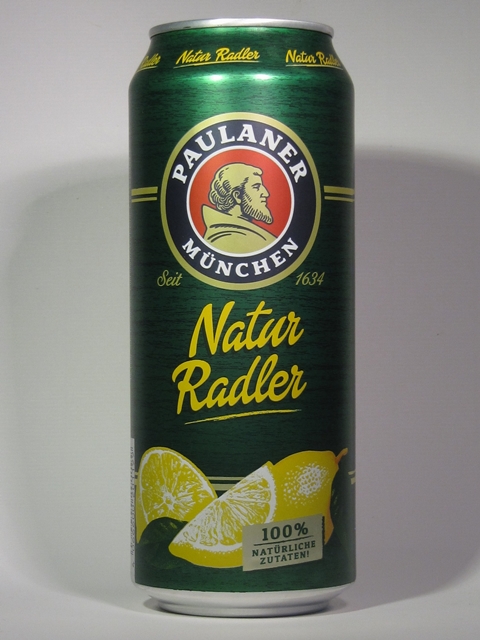 Natur Radler
Natur Radler
PAULANER
MÜNCHEN
Seit 1634
Natur
Radler
100%
NATÜRLICHE
ZUTATEN!